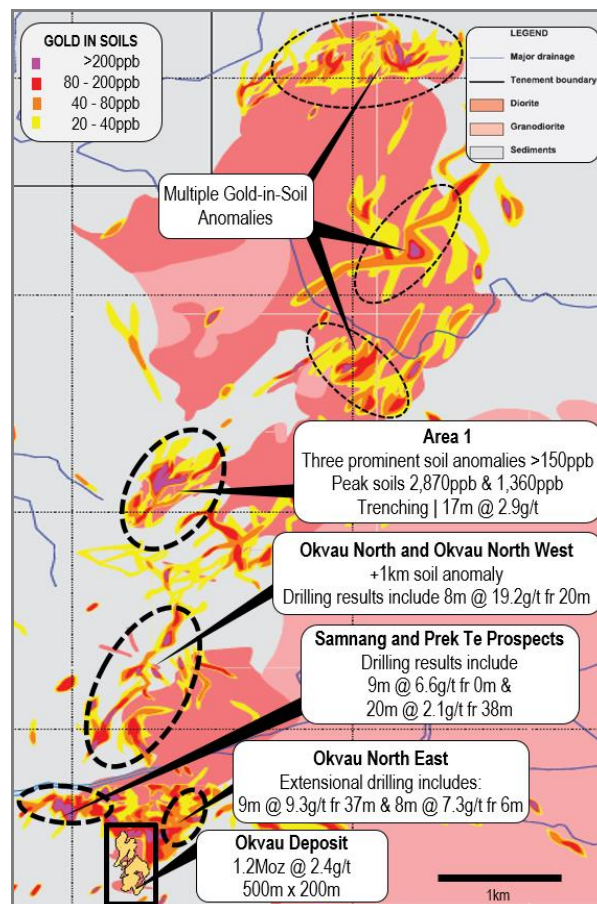 GOLD IN SOILS
>200ppb
80 - 200ppb
40 - 80ppb
20 - 40ppb
LEGEND
Major drainage
Tenement boundary
Diorite
Granodiorite
Sediments
Multiple Gold-in-Soil
Anomalies
Area 1
Three prominent soil anomalies >150ppb
Peak soils 2,870ppb & 1,360ppb
Trenching | 17m @ 2.9g/t
Okvau North and Okvau North West
+1km soil anomaly
Drilling results include 8m @ 19.2g/t fr 20m
Samnang and Prek Te Prospects
Drilling results include
9m @ 6.6g/t fr 0m &
20m @ 2.1g/t fr 38m
Okvau North East
Extensional drilling includes:
9m @ 9.3g/t fr 37m & 8m @ 7.3g/t fr 6m
Okvau Deposit
1.2Moz @ 2.4g/t
500m x 200m
1km